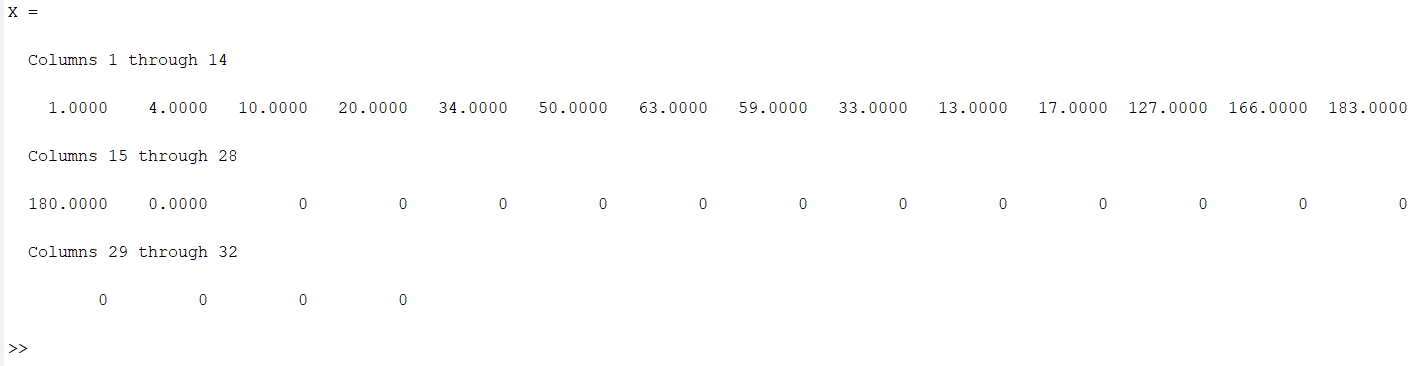 X =
Columns 1 through 14
1.0000 4.0000 10.0000 20.0000 34.0000 50.0000 63.0000 59.0000 33.0000 13.0000 17.0000 127.0000 166.0000 183.0000
Columns 15 through 28
180.0000 0.0000 0 0 0 0 0 0 0 0 0 0 0 0
Columns 29 through 32
0 0 0 0
>>